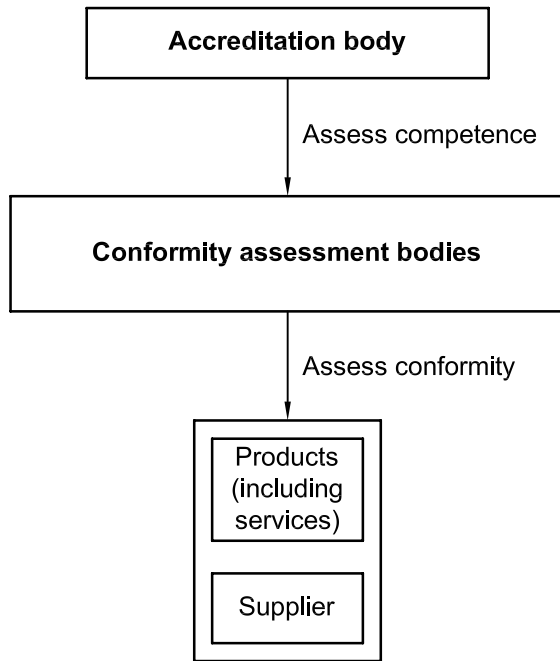 Accreditation body
Assess competence
Conformity assessment bodies
Assess conformity
Products
(including
services)
Supplier